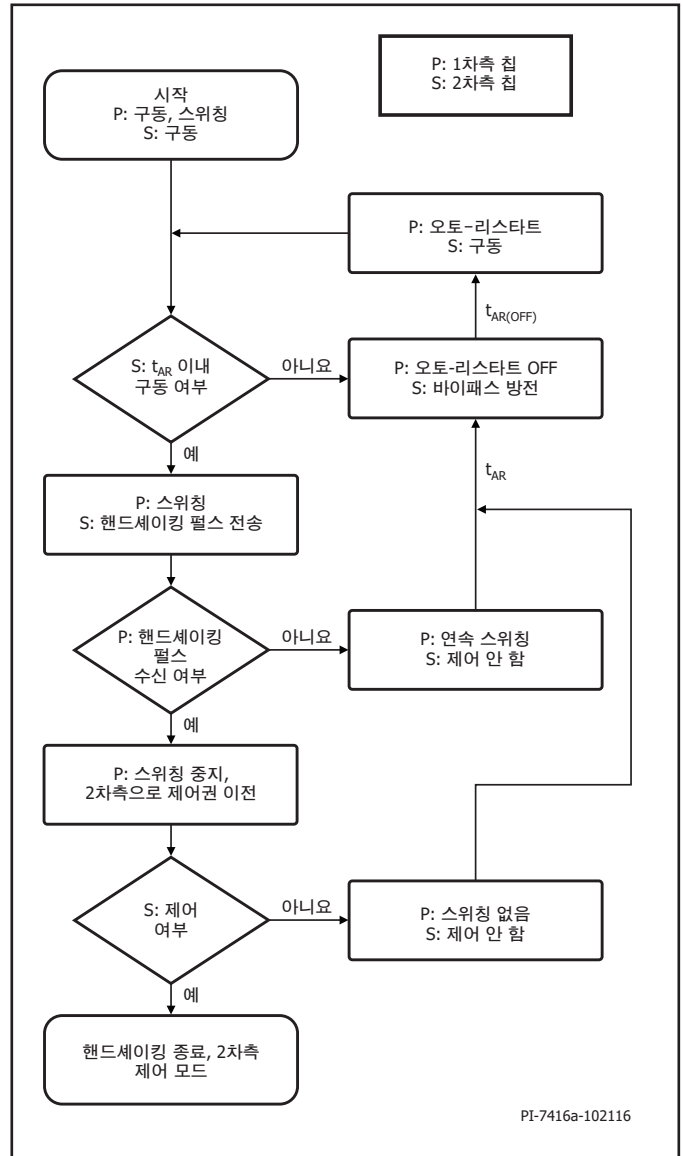 P: 1차측 칩
S: 2차측 칩
시작
P: 구동, 스위칭
S: 구동
P: 오토-리스타트
S: 구동
tAR(OFF)
S: tAR 이내
구동 여부
아니요
P: 오토-리스타트 OFF
S: 바이패스 방전
예
tAR
P: 스위칭
S: 핸드셰이킹 펄스 전송
P: 핸드셰이킹
펄스
수신 여부
아니요
P: 연속 스위칭
S: 제어 안 함
예
P: 스위칭 중지,
2차측으로 제어권 이전
S: 제어
여부
아니요
P: 스위칭 없음
S: 제어 안 함
예
핸드셰이킹 종료, 2차측
제어 모드
PI-7416a-102116